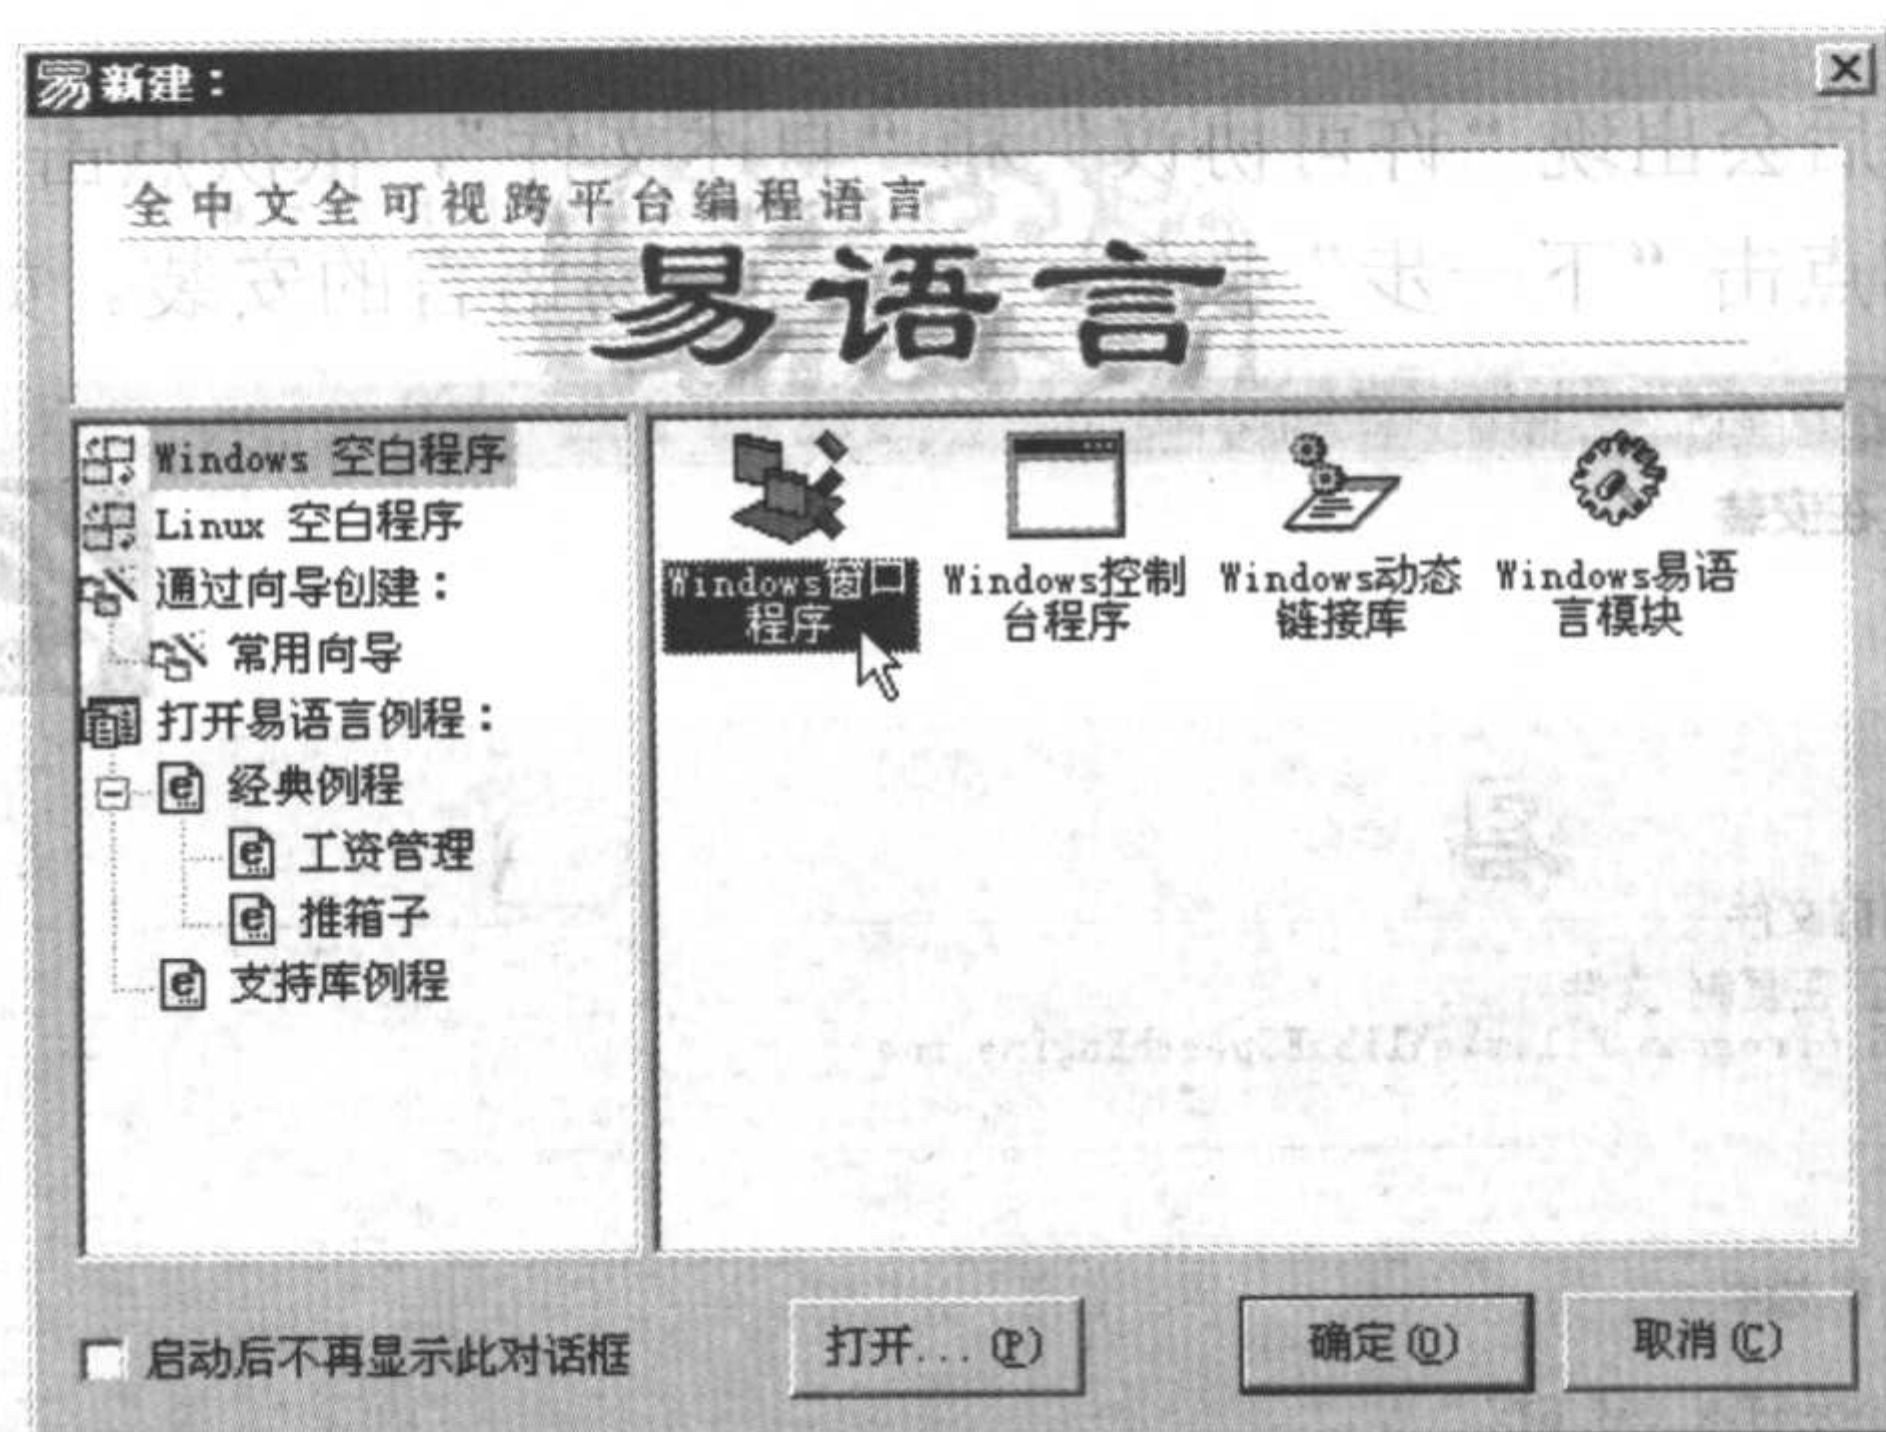 易新建：
全中文全可视跨平台编程语言
易语言
Windows 空白程序
Linux 空白程序
通过向导创建：
常用向导
打开易语言例程：
经典例程
工资管理
推箱子
支持库例程
Windows窗口
程序
Windows控制
台程序
Windows动态
链接库
Windows易语
言模块
启动后不再显示此对话框
打开...(P)
确定(O)
取消(C)
点击“下一步”